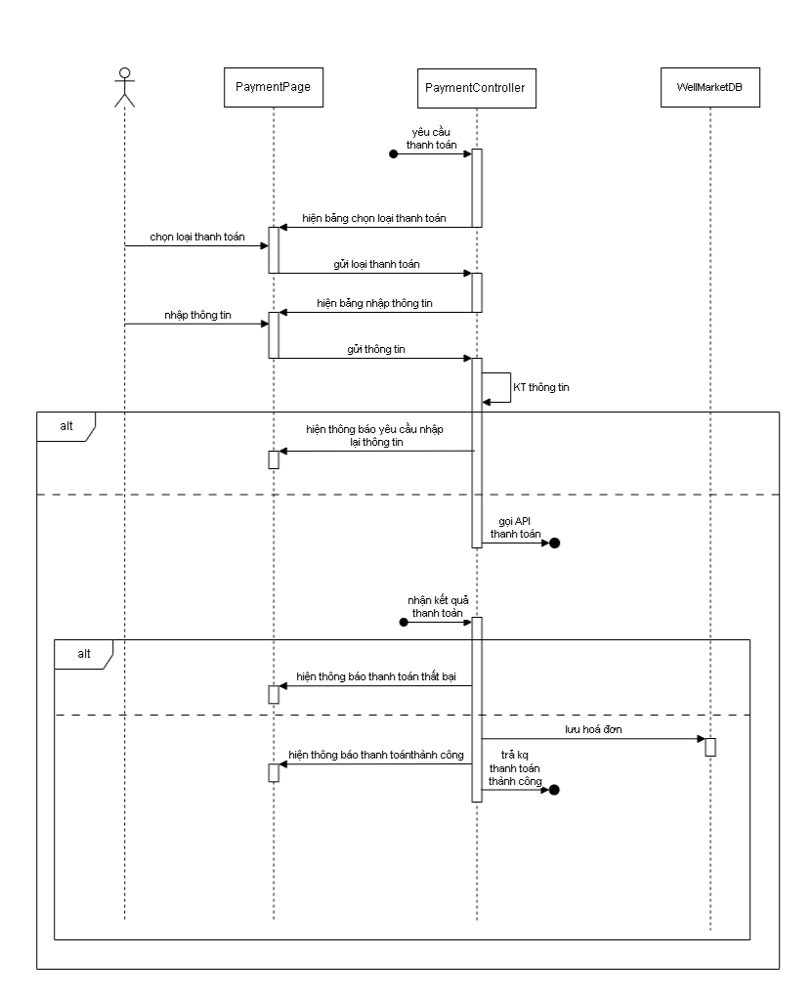 PaymentPage
PaymentController
WellMarketDB
yêu cầu
thanh toán
hiện bảng chọn loại thanh toán
chọn loại thanh toán
gửi loại thanh toán
hiện bảng nhập thông tin
nhập thông tin
gửi thông tin
KT thông tin
alt
hiện thông báo yêu cầu nhập
lại thông tin
gọi API
thanh toán
nhận kết quả
thanh toàn
alt
hiện thông báo thanh toán thất bại
lưu hoá đơn
hiện thông báo thanh toánthành công
trả kq
thanh toán
thành công